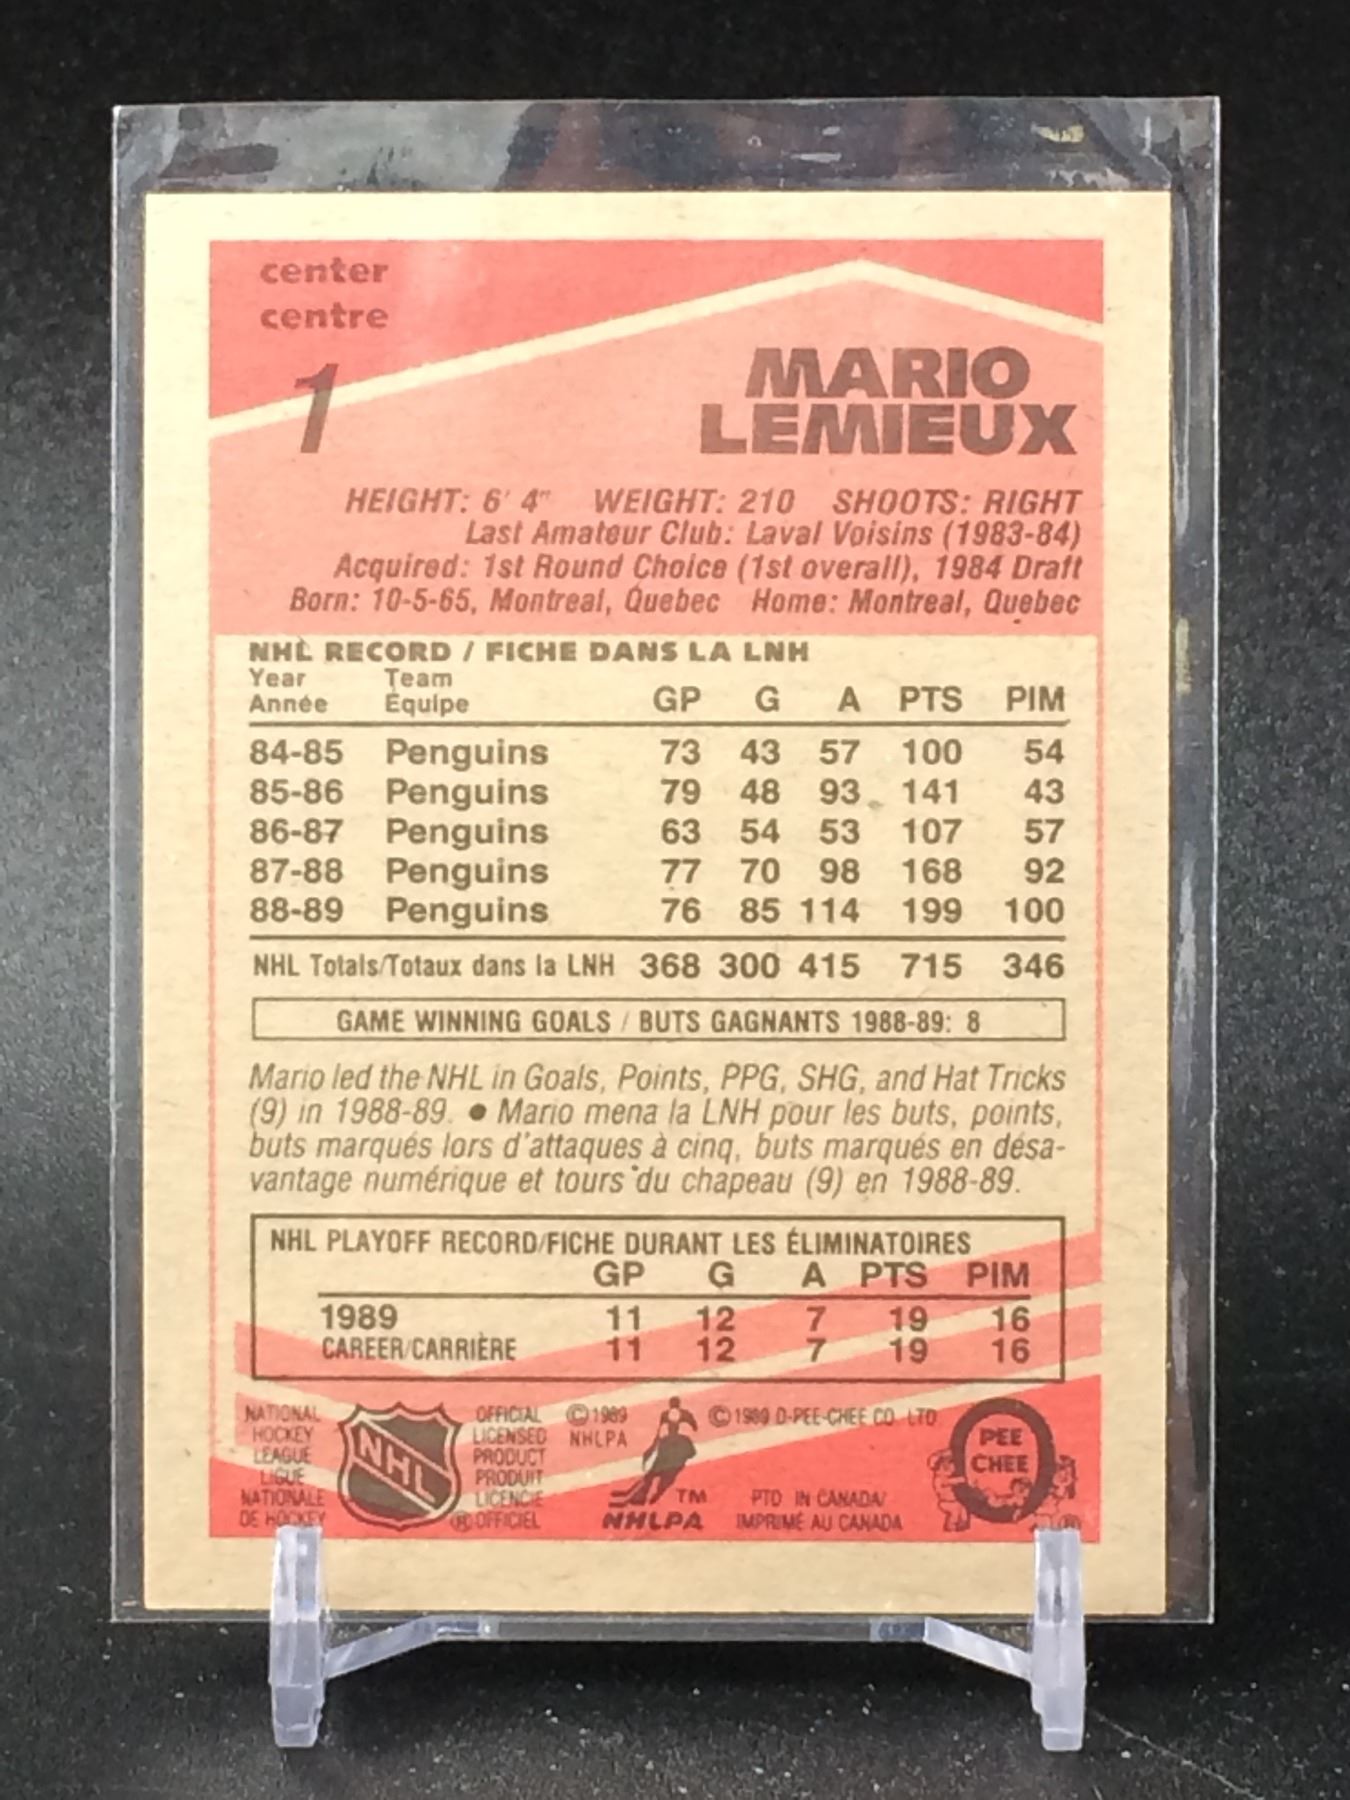 center
centre
1
MARIO
LEMIEUX
HEIGHT: 6' 4" WEIGHT: 210 SHOOTS: RIGHT
Last Amateur Club: Laval Voisins (1983-84)
Acquired: 1st Round Choice (1st overall), 1984 Draft
Born: 10-5-65, Montreal, Quebec Home: Montreal, Quebec
NHL RECORD / FICHE DANS LA LNH
Year Team
Année Équipe GP G A PTS PIM
84-85 Penguins 73 43 57 100 54
85-86 Penguins 79 48 93 141 43
86-87 Penguins 63 54 53 107 57
87-88 Penguins 77 70 98 168 92
88-89 Penguins 76 85 114 199 100
NHL Totals/Totaux dans la LNH 368 300 415 715 346
GAME WINNING GOALS / BUTS GAGNANTS 1988-89: 8
Mario led the NHL in Goals, Points, PPG, SHG, and Hat Tricks
(9) in 1988-89. ● Mario mena la LNH pour les buts, points,
buts marqués lors d'attaques à cinq, buts marqués en désa-
vantage numérique et tours du chapeau (9) en 1988-89.
NHL PLAYOFF RECORD/FICHE DURANT LES ÉLIMINATOIRES
GP G A PTS PIM
1989 11 12 7 19 16
CAREER/CARRIÈRE 11 12 7 19 16
NATIONAL
HOCKEY
LEAGUE
LIGUE
NATIONALE
DE HOCKEY
NHL
®
OFFICIAL
LICENSED
PRODUCT
PRODUIT
LICENCIE
OFFICIEL
©1989
NHLPA
TM
NHLPA
©1989 O-PEE-CHEE CO. LTD
PTD. IN CANADA/
IMPRIMÉ AU CANADA
O
PEE
CHEE
®